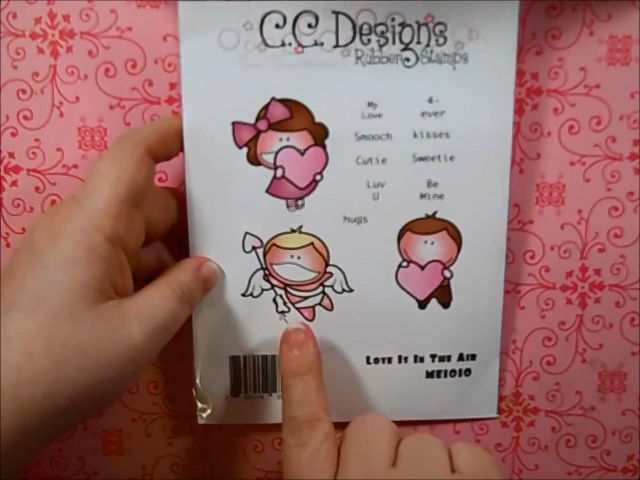 C.C. Designs
Rubber Stamps
My
Love
4-
ever
Smooch
kisses
Cutie
Sweetie
Luv
U
Be
Mine
hugs
Love Is In The Air
ME1010